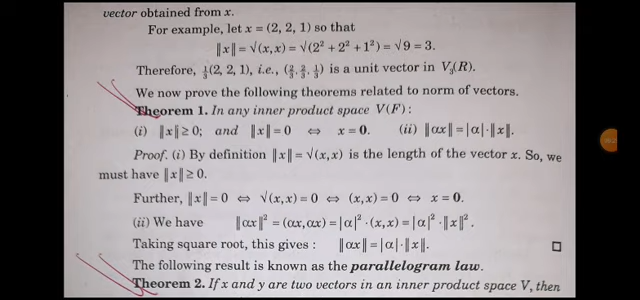 vector obtained from x.
For example, let x = (2, 2, 1) so that
‖x‖ = √(x, x) = √(2² + 2² + 1²) = √9 = 3.
Therefore, ⅓(2, 2, 1), i.e., (⅔, ⅔, ⅓) is a unit vector in V₃(R).
We now prove the following theorems related to norm of vectors.
Theorem 1. In any inner product space V(F) :
(i) ‖x‖ ≥ 0; and ‖x‖ = 0 ⇔ x = 0. (ii) ‖αx‖ = |α|·‖x‖.
Proof. (i) By definition ‖x‖ = √(x, x) is the length of the vector x. So, we
must have ‖x‖ ≥ 0.
Further, ‖x‖ = 0 ⇔ √(x, x) = 0 ⇔ (x, x) = 0 ⇔ x = 0.
(ii) We have ‖αx‖² = (αx, αx) = |α|²·(x, x) = |α|²·‖x‖².
Taking square root, this gives : ‖αx‖ = |α|·‖x‖. □
The following result is known as the parallelogram law.
Theorem 2. If x and y are two vectors in an inner product space V, then